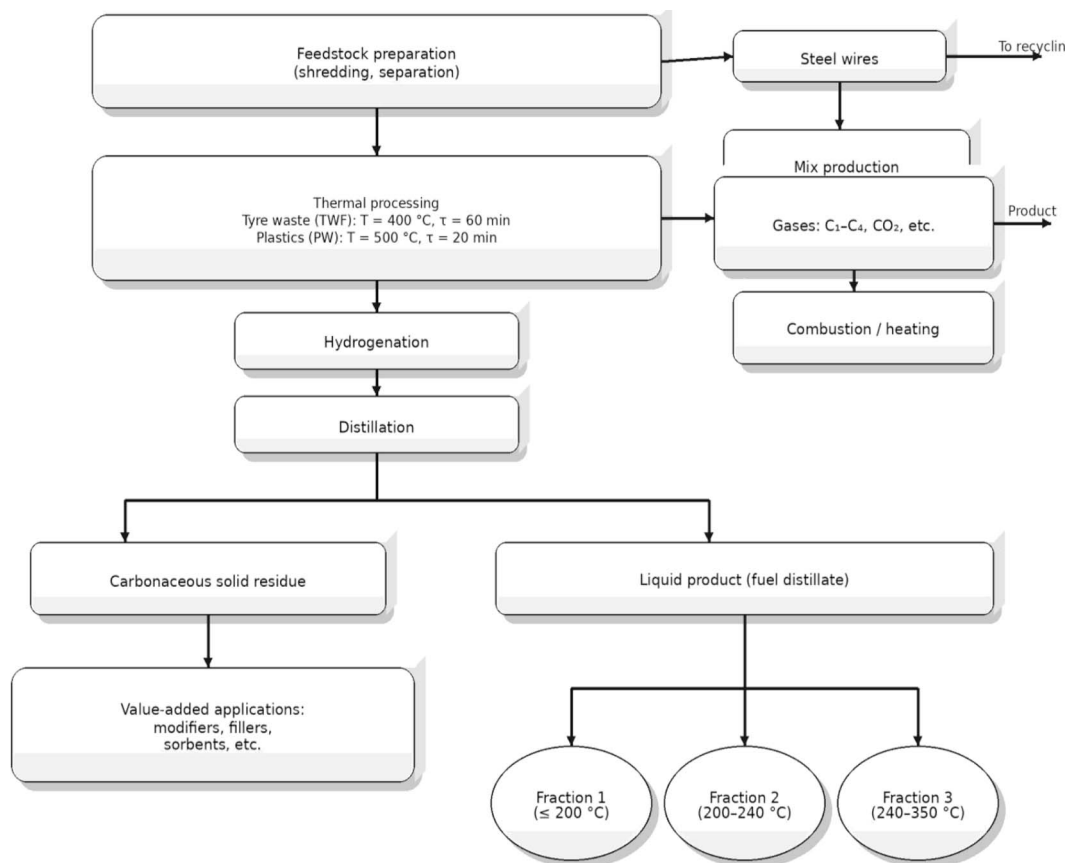 Feedstock preparation
(shredding, separation)
Steel wires
To recyclin
Mix production
Thermal processing
Tyre waste (TWF): T = 400 °C, τ = 60 min
Plastics (PW): T = 500 °C, τ = 20 min
Gases: C₁–C₄, CO₂, etc.
Product
Combustion / heating
Hydrogenation
Distillation
Carbonaceous solid residue
Liquid product (fuel distillate)
Value-added applications:
modifiers, fillers,
sorbents, etc.
Fraction 1
(≤ 200 °C)
Fraction 2
(200–240 °C)
Fraction 3
(240–350 °C)